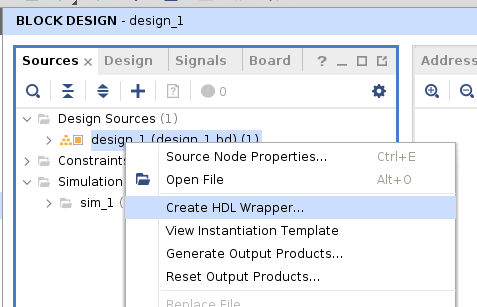 BLOCK DESIGN - design_1
Sources × Design Signals Board ? _ Address
0
Design Sources (1)
design_1 (design_1.bd) (1)
Constraints
Simulation
sim_1 (
Source Node Properties... Ctrl+E
Open File Alt+O
Create HDL Wrapper...
View Instantiation Template
Generate Output Products...
Reset Output Products...
Replace File